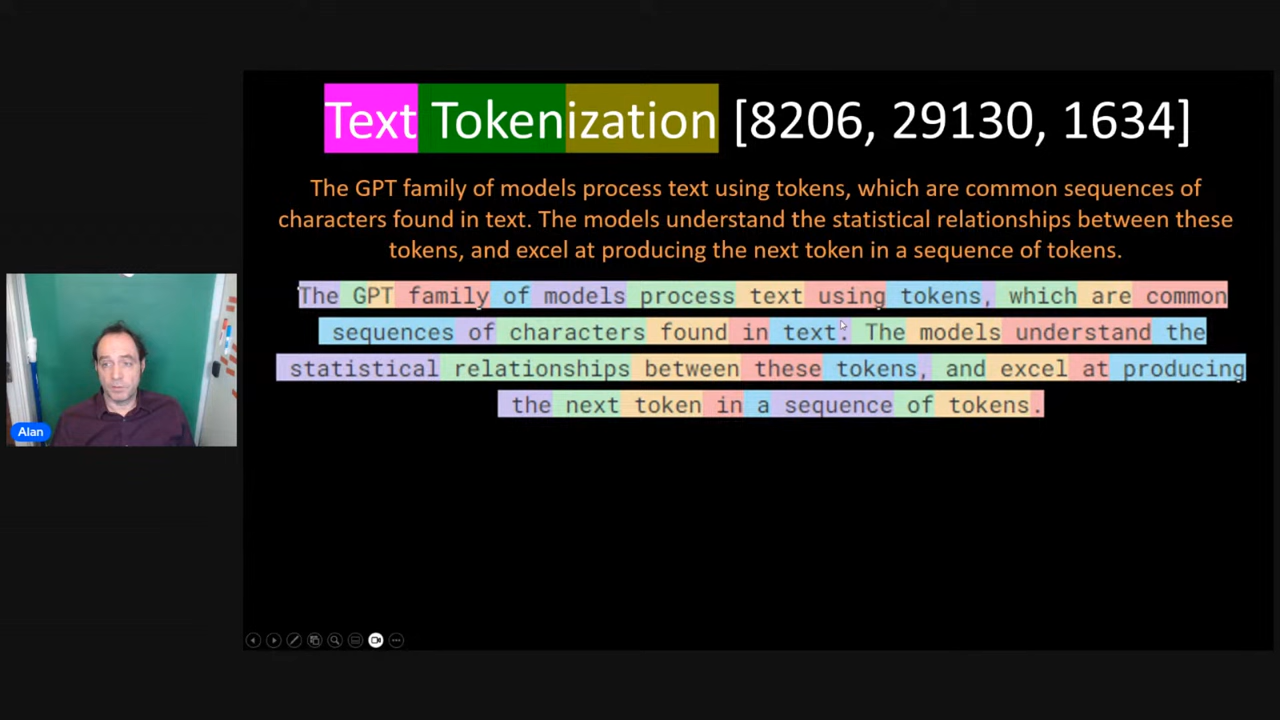 Text Tokenization [8206, 29130, 1634]
The GPT family of models process text using tokens, which are common sequences of
characters found in text. The models understand the statistical relationships between these
tokens, and excel at producing the next token in a sequence of tokens.
The GPT family of models process text using tokens, which are common
sequences of characters found in text. The models understand the
statistical relationships between these tokens, and excel at producing
the next token in a sequence of tokens.
Alan